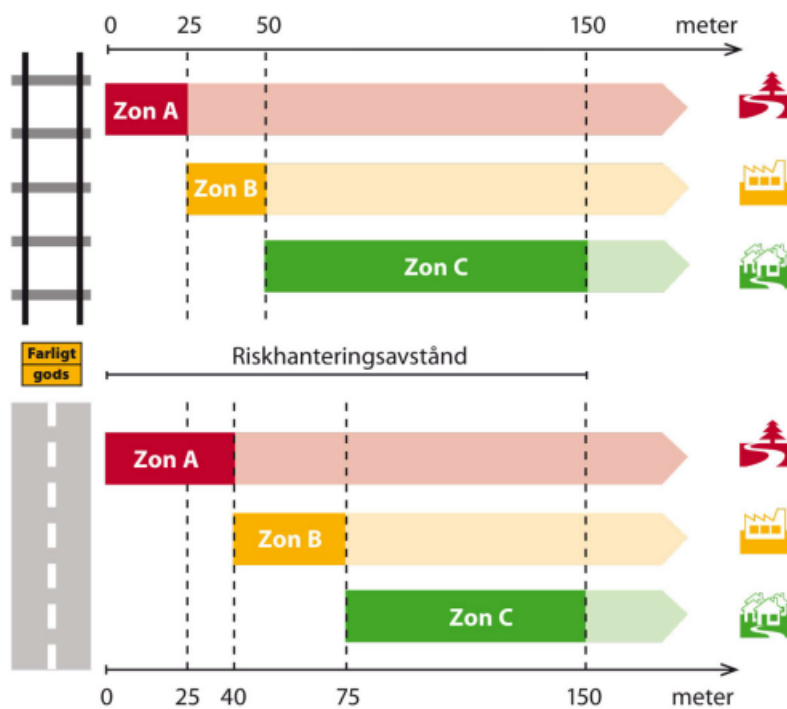 0 25 50 150 meter
Zon A
Zon B
Zon C
Farligt
gods
Riskhanteringsavstånd
Zon A
Zon B
Zon C
0 25 40 75 150 meter